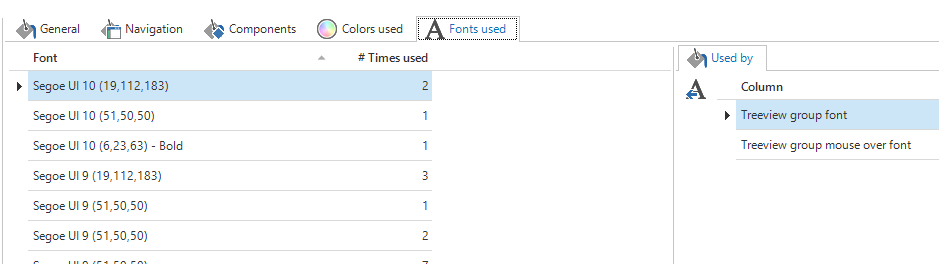 General Navigation Components Colors used Fonts used
Font # Times used
Segoe UI 10 (19,112,183) 2
Segoe UI 10 (51,50,50) 1
Segoe UI 10 (6,23,63) - Bold 1
Segoe UI 9 (19,112,183) 3
Segoe UI 9 (51,50,50) 1
Segoe UI 9 (51,50,50) 2
Used by
Column
Treeview group font
Treeview group mouse over font